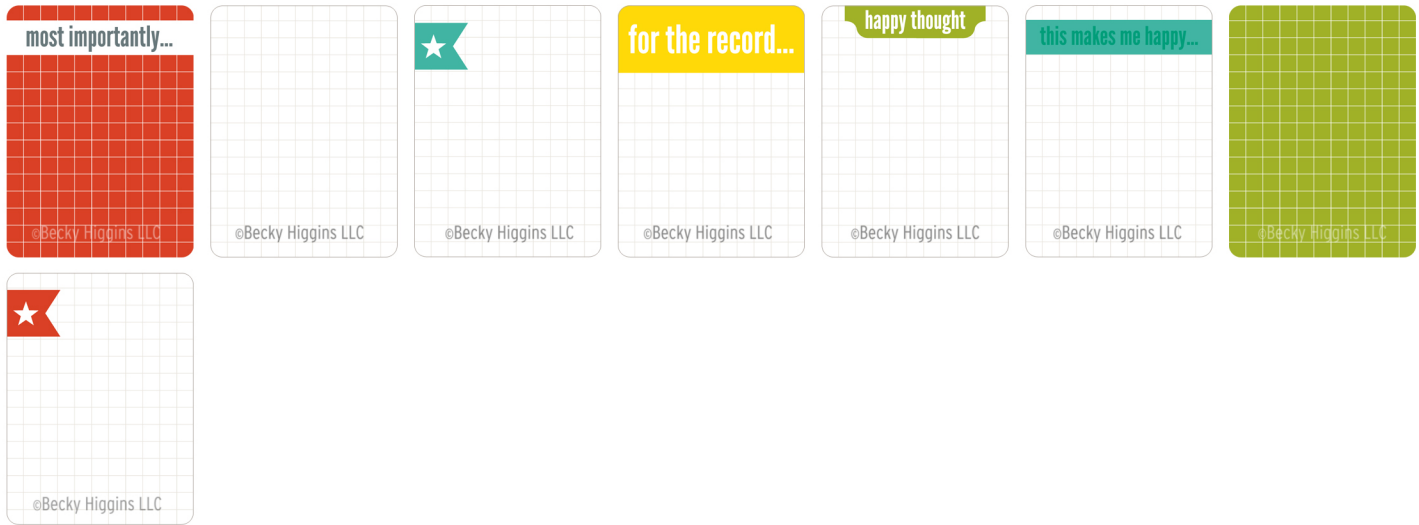 most importantly...
©Becky Higgins LLC
©Becky Higgins LLC
©Becky Higgins LLC
for the record...
©Becky Higgins LLC
happy thought
©Becky Higgins LLC
this makes me happy...
©Becky Higgins LLC
©Becky Higgins LLC
©Becky Higgins LLC